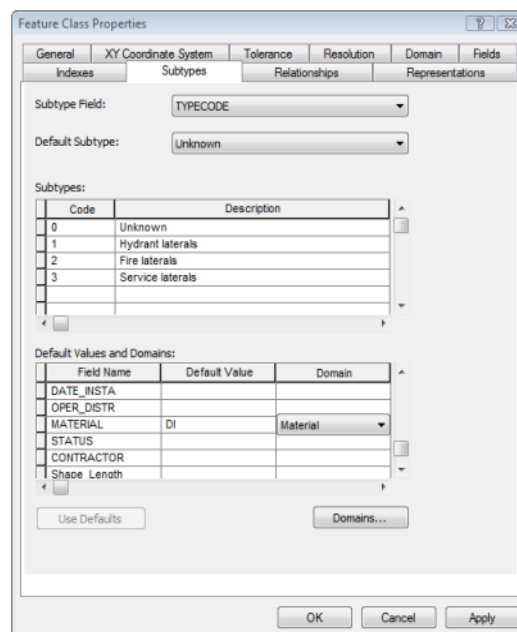 Feature Class Properties
General XY Coordinate System Tolerance Resolution Domain Fields
Indexes Subtypes Relationships Representations
Subtype Field: TYPECODE
Default Subtype: Unknown
Subtypes:
Code Description
0 Unknown
1 Hydrant laterals
2 Fire laterals
3 Service laterals
Default Values and Domains:
Field Name Default Value Domain
DATE_INSTA
OPER_DISTR
MATERIAL DI Material
STATUS
CONTRACTOR
Shape_Length
Use Defaults Domains...
OK Cancel Apply